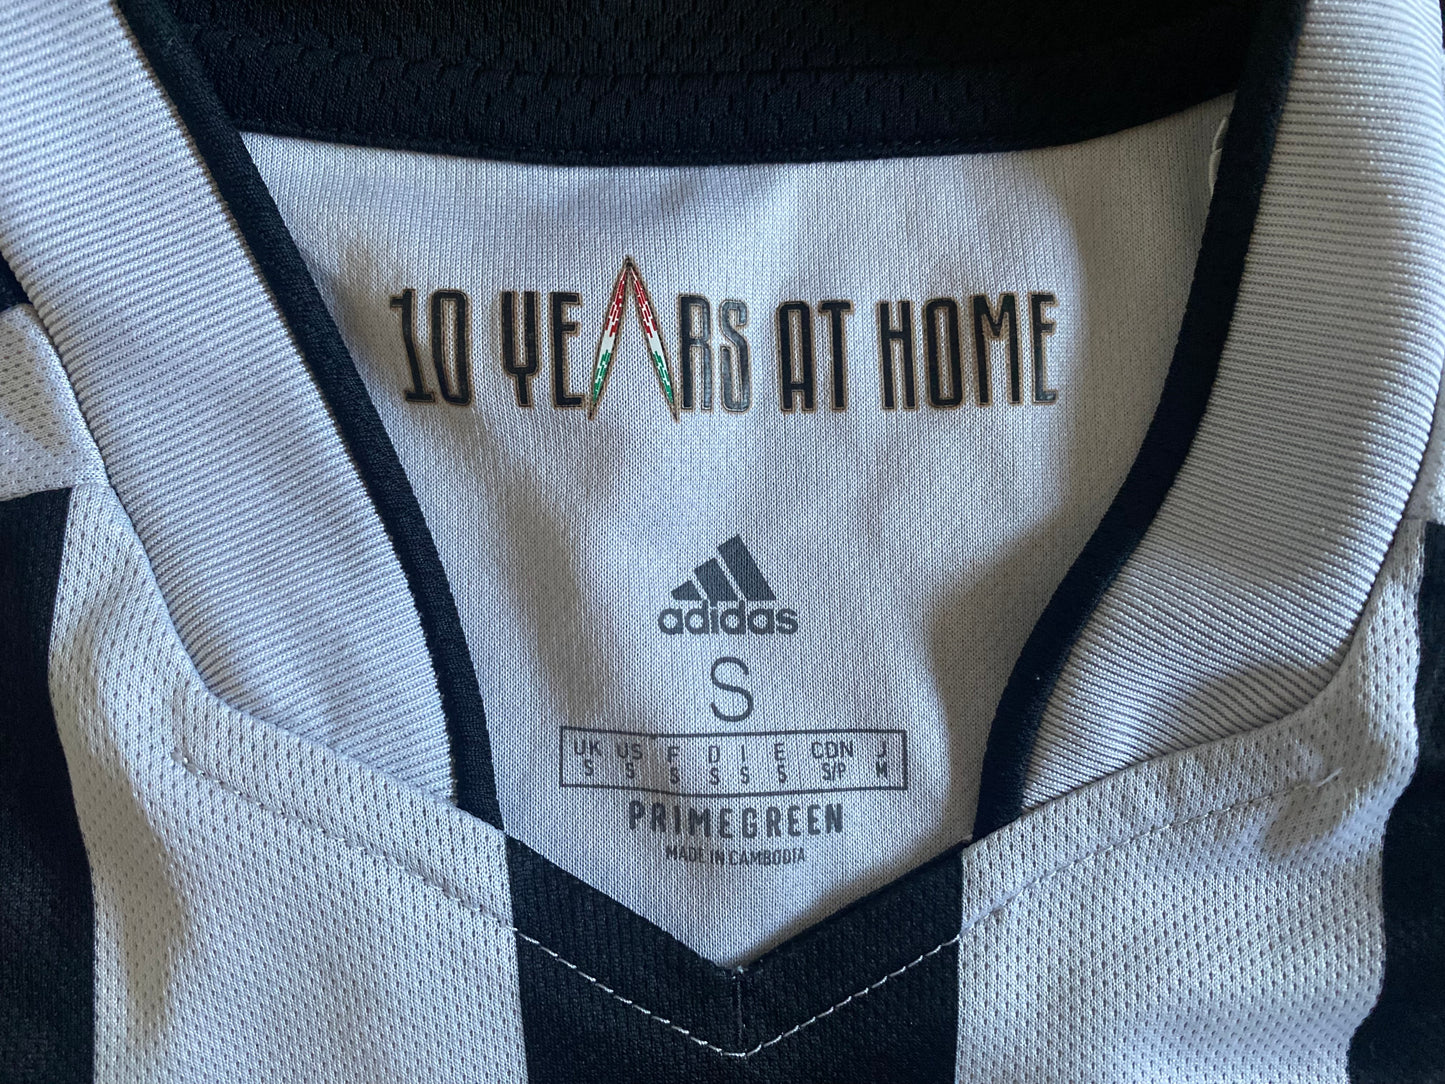 10 YEARS AT HOME
adidas
S
UK US F D I E CDN J
S S S S S S S/P M
PRIMEGREEN
MADE IN CAMBODIA